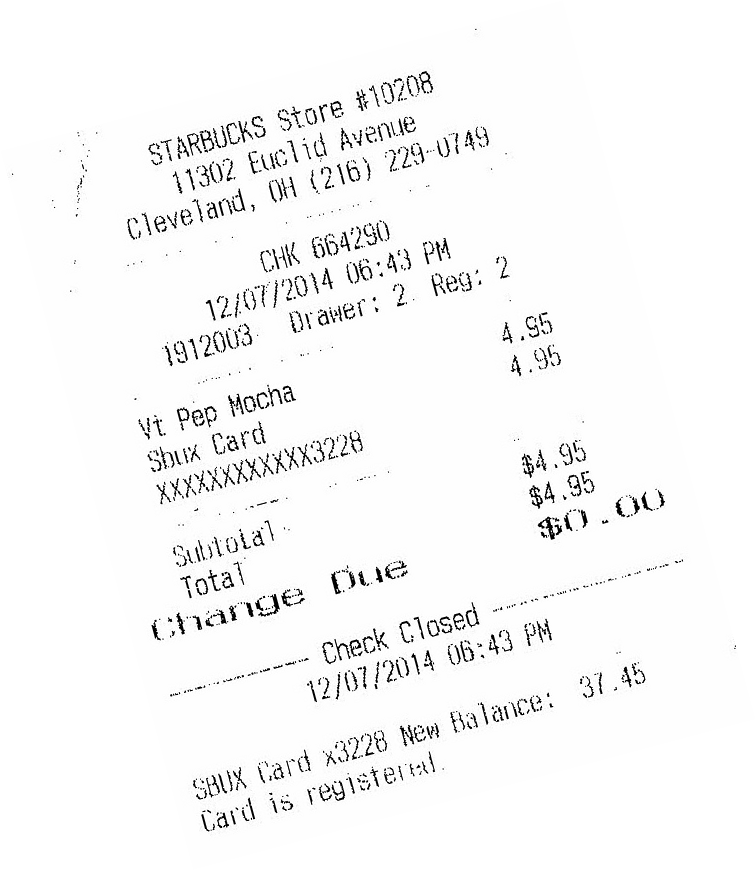 STARBUCKS Store #10208
11302 Euclid Avenue
Cleveland, OH (216) 229-0749
CHK 664290
12/07/2014 06:43 PM
1912003 Drawer: 2 Reg: 2
Vt Pep Mocha 4.95
Sbux Card 4.95
XXXXXXXXXXXX3228
Subtotal $4.95
Total $4.95
Change Due $0.00
Check Closed
12/07/2014 06:43 PM
SBUX Card x3228 New Balance: 37.45
Card is registered.